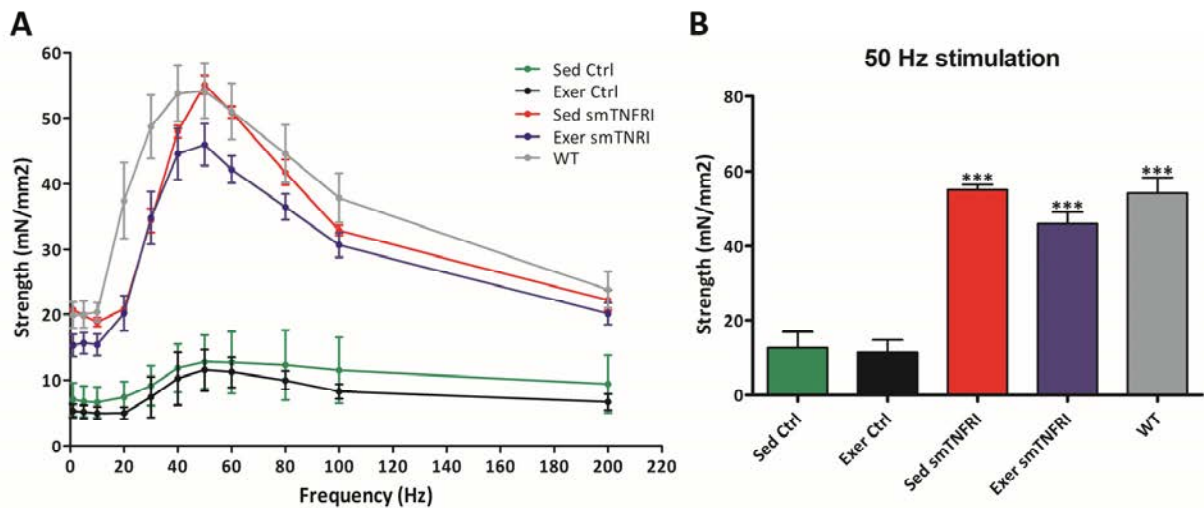 A
Strength (mN/mm2)
60
50
40
30
20
10
0
0 20 40 60 80 100 120 140 160 180 200 220
Frequency (Hz)
Sed Ctrl
Exer Ctrl
Sed smTNFRI
Exer smTNRI
WT
B
50 Hz stimulation
Strength (mN/mm2)
80
60
40
20
0
***
***
***
Sed Ctrl
Exer Ctrl
Sed smTNFRI
Exer smTNFRI
WT